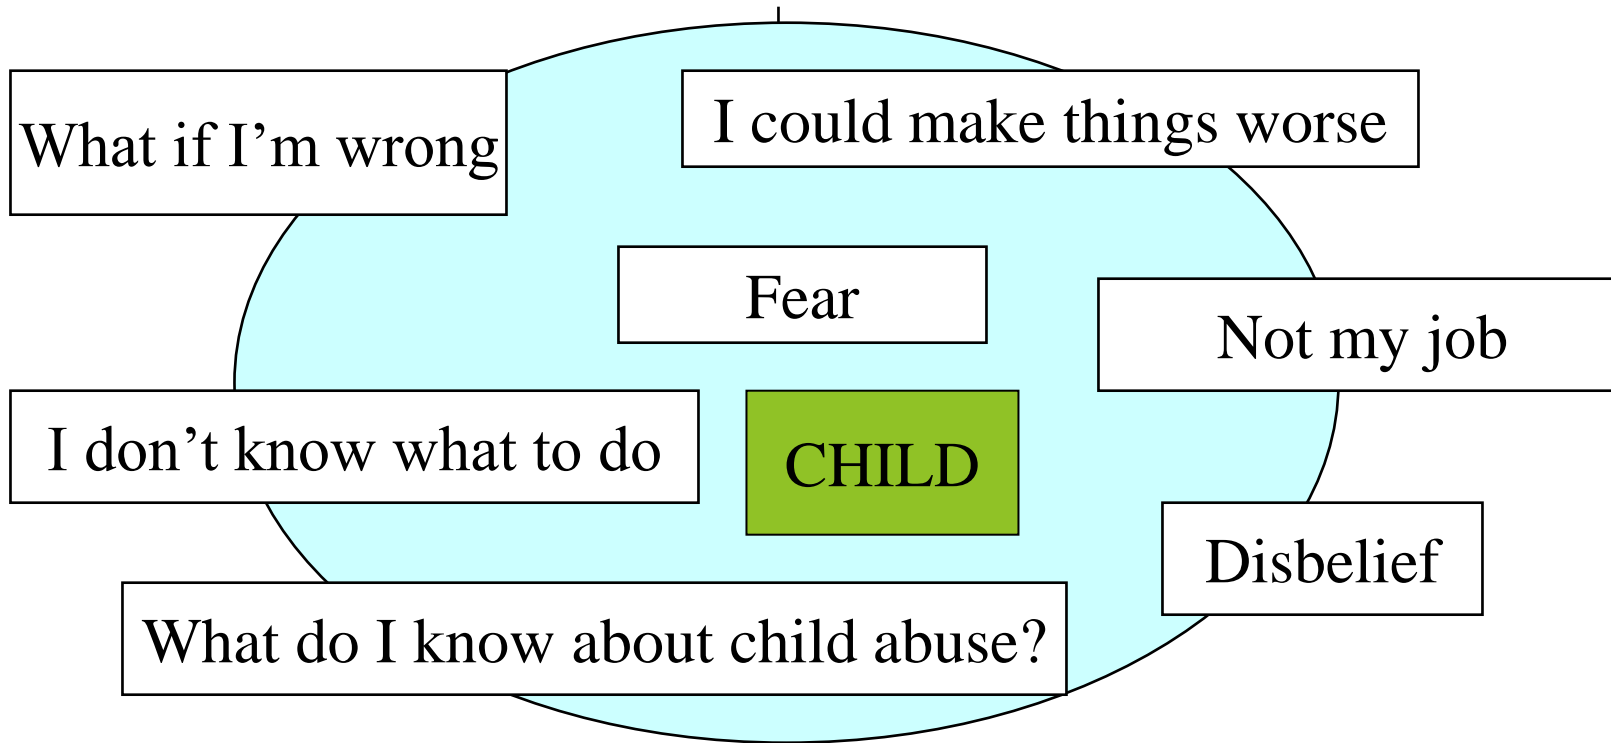 What if I’m wrong
I could make things worse
Fear
Not my job
I don’t know what to do
CHILD
Disbelief
What do I know about child abuse?